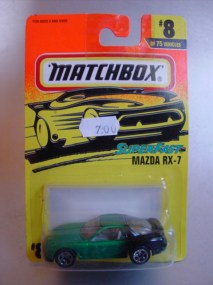 #8
OF 75 VEHICLES
MATCHBOX
7.00
SUPERFAST
MAZDA RX-7